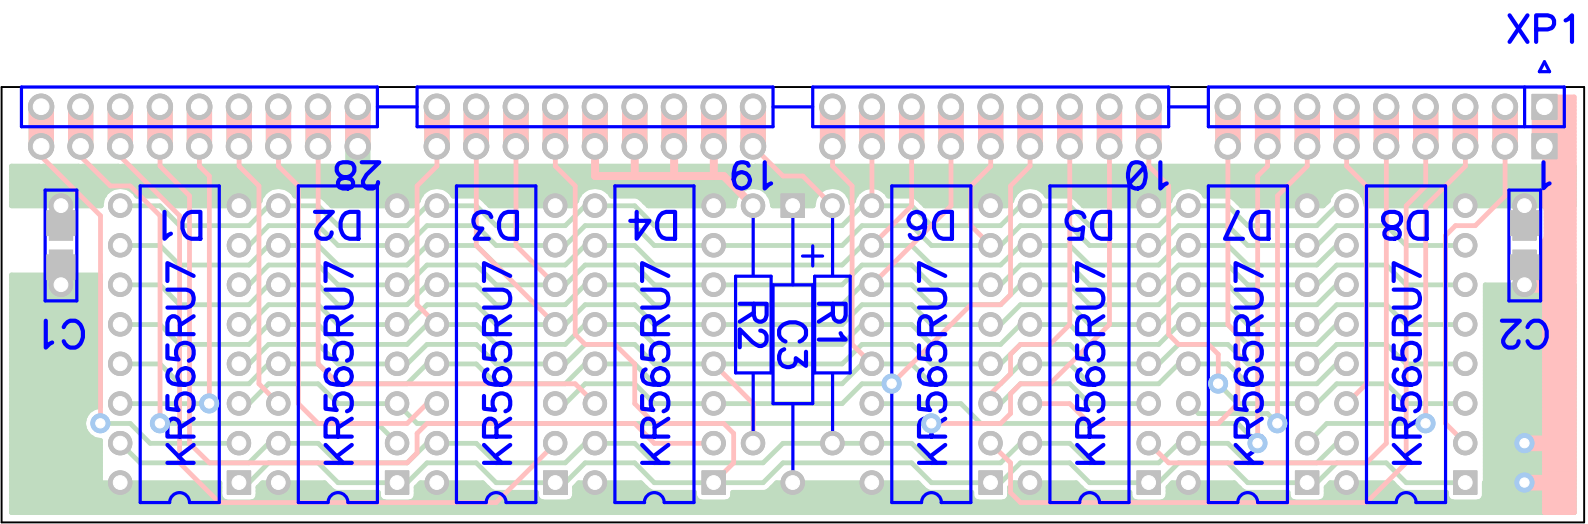 XP1
28
19
10
1
D1
D2
D3
D4
D6
D5
D7
D8
+
KR565RU7
KR565RU7
KR565RU7
KR565RU7
KR565RU7
KR565RU7
KR565RU7
KR565RU7
C1
R2
C3
R1
C2